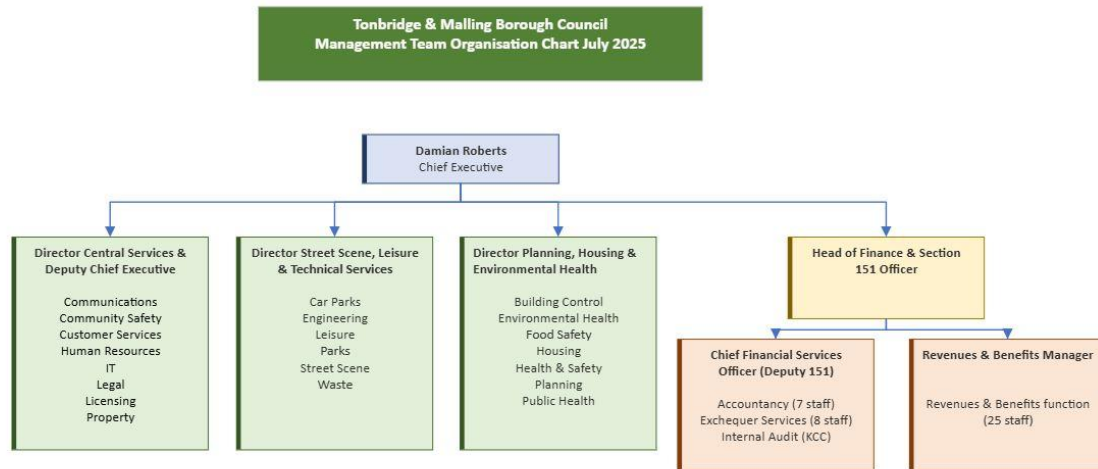 Tonbridge & Malling Borough Council
Management Team Organisation Chart July 2025
Damian Roberts
Chief Executive
Director Central Services &
Deputy Chief Executive
Communications
Community Safety
Customer Services
Human Resources
IT
Legal
Licensing
Property
Director Street Scene, Leisure
& Technical Services
Car Parks
Engineering
Leisure
Parks
Street Scene
Waste
Director Planning, Housing &
Environmental Health
Building Control
Environmental Health
Food Safety
Housing
Health & Safety
Planning
Public Health
Head of Finance & Section
151 Officer
Chief Financial Services
Officer (Deputy 151)
Accountancy (7 staff)
Exchequer Services (8 staff)
Internal Audit (KCC)
Revenues & Benefits Manager
Revenues & Benefits function
(25 staff)